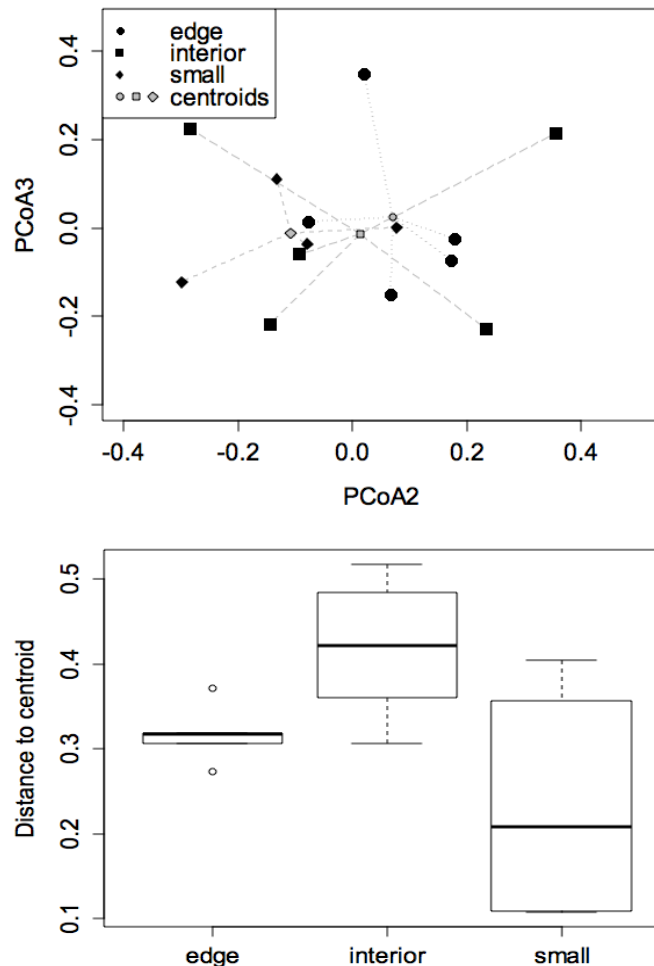 edge
interior
small
centroids
PCoA3
0.4
0.2
0.0
-0.2
-0.4
-0.4 -0.2 0.0 0.2 0.4
PCoA2
Distance to centroid
0.5
0.4
0.3
0.2
0.1
edge interior small